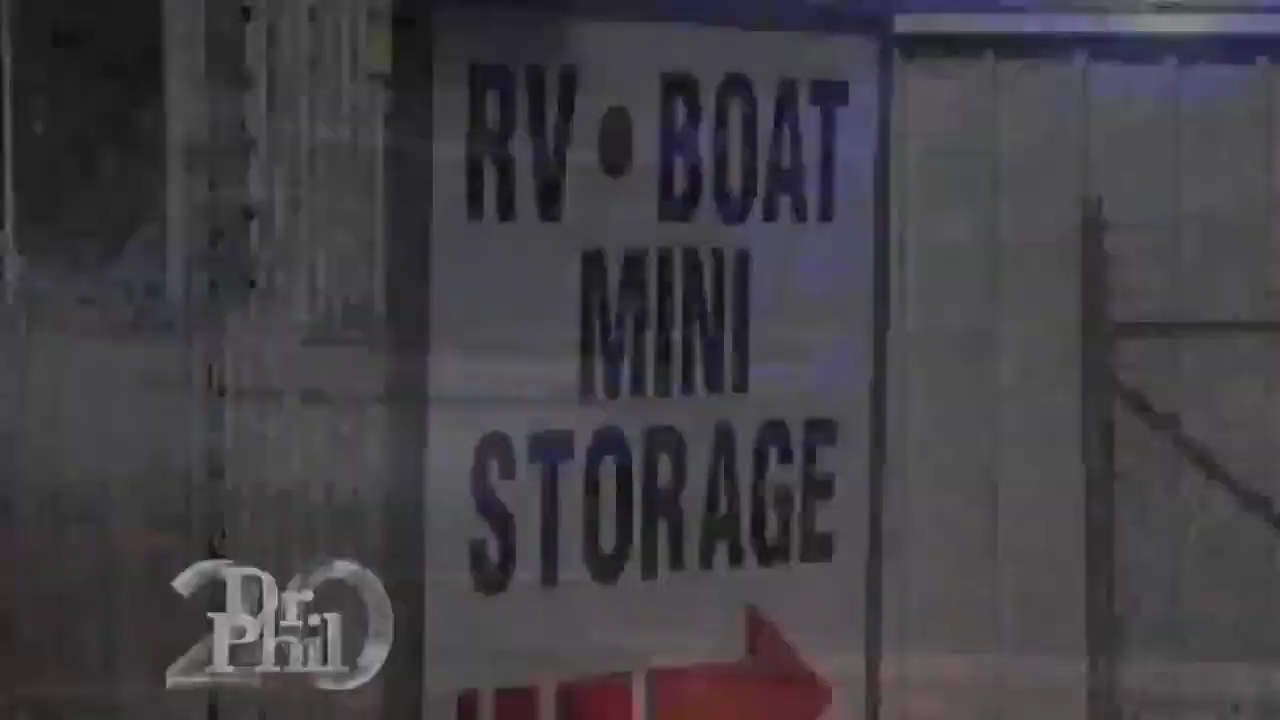 RV • BOAT
MINI
STORAGE
20
Dr.
Phil